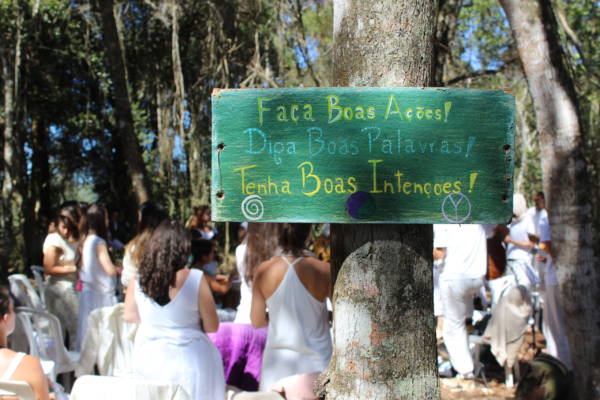 Faça Boas Ações!
Diga Boas Palavras!
Tenha Boas Intenções!